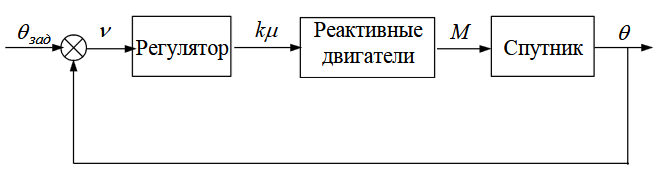 θзад
ν
Регулятор
kμ
Реактивные
двигатели
M
Спутник
θ